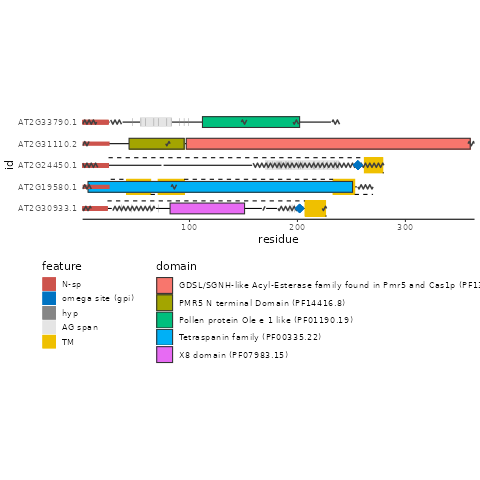 AT2G33790.1
AT2G31110.2
AT2G24450.1
AT2G19580.1
AT2G30933.1
id
100
200
300
residue
feature
N-sp
omega site (gpi)
hyp
AG span
TM
domain
GDSL/SGNH-like Acyl-Esterase family found in Pmr5 and Cas1p (PF1
PMR5 N terminal Domain (PF14416.8)
Pollen protein Ole e 1 like (PF01190.19)
Tetraspanin family (PF00335.22)
X8 domain (PF07983.15)